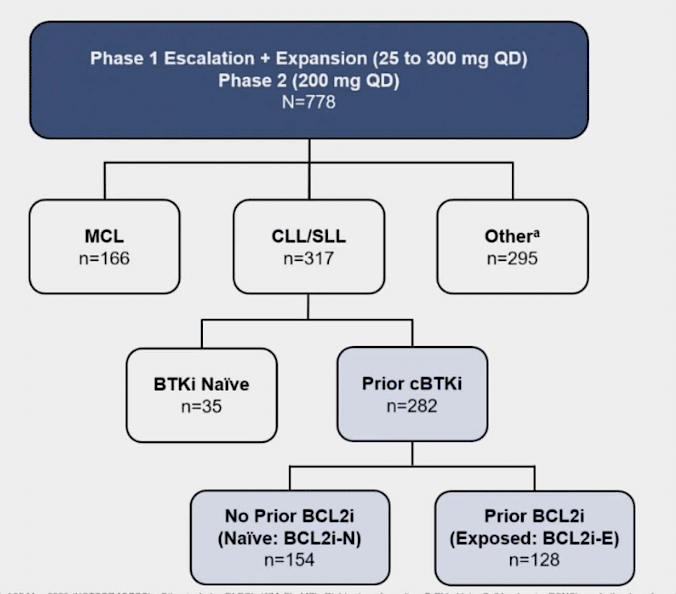 Phase 1 Escalation + Expansion (25 to 300 mg QD)
Phase 2 (200 mg QD)
N=778
MCL
n=166
CLL/SLL
n=317
Otherᵃ
n=295
BTKi Naïve
n=35
Prior cBTKi
n=282
No Prior BCL2i
(Naïve: BCL2i-N)
n=154
Prior BCL2i
(Exposed: BCL2i-E)
n=128